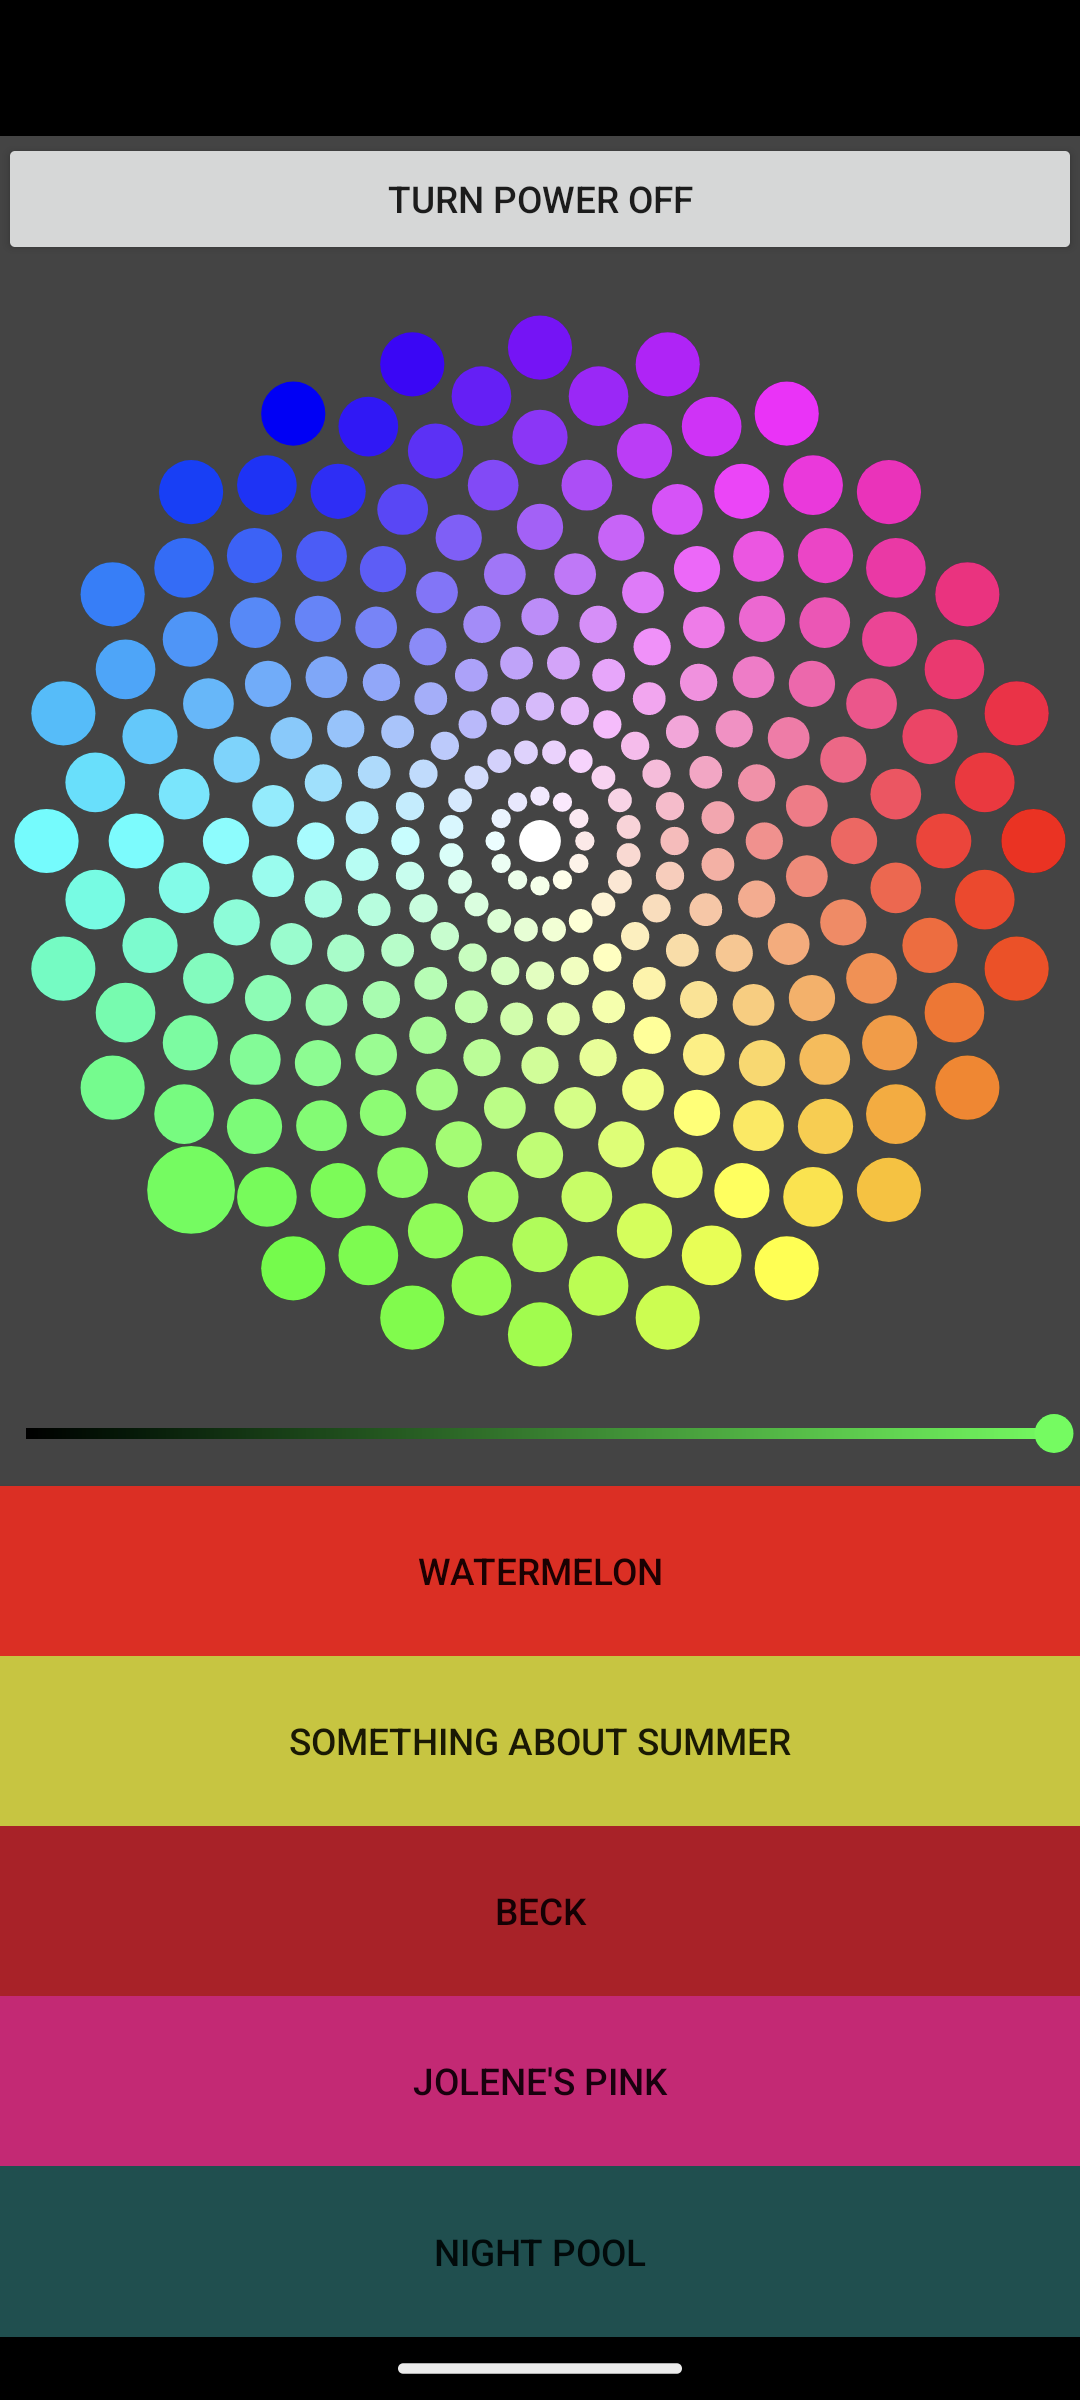 TURN POWER OFF
WATERMELON
SOMETHING ABOUT SUMMER
BECK
JOLENE'S PINK
NIGHT POOL